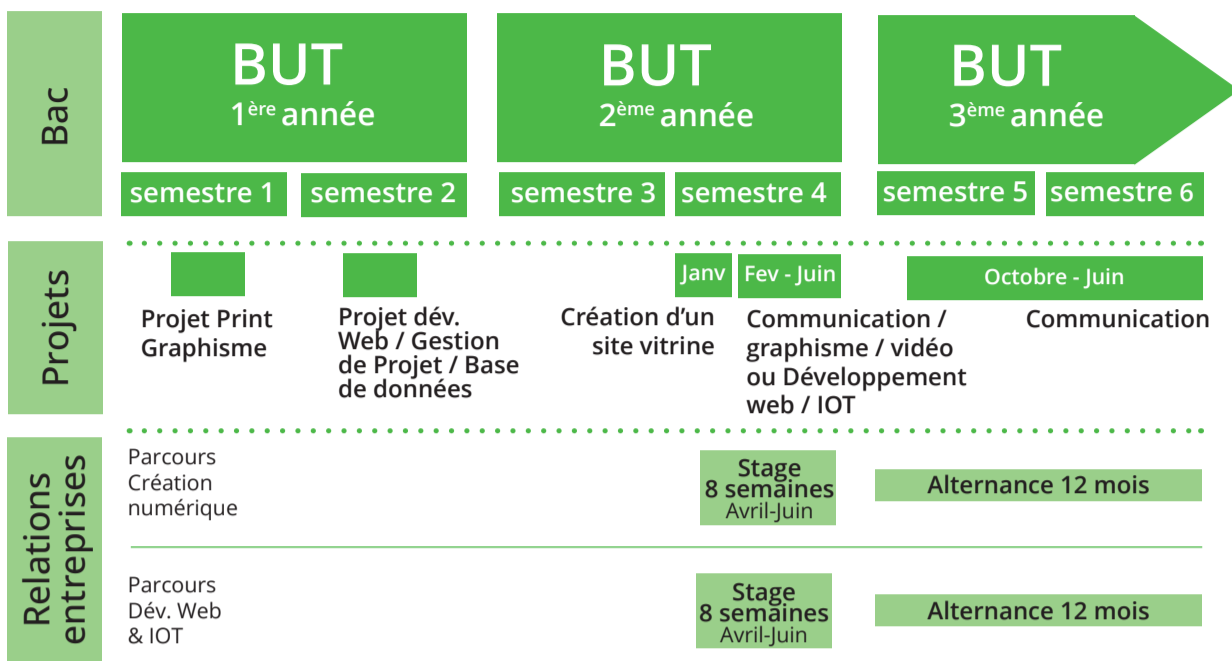 Bac
BUT
1ère année
BUT
2ème année
BUT
3ème année
semestre 1
semestre 2
semestre 3
semestre 4
semestre 5
semestre 6
Projets
Janv
Fev - Juin
Octobre - Juin
Projet Print
Graphisme
Projet dév.
Web / Gestion
de Projet / Base
de données
Création d’un
site vitrine
Communication /
graphisme / vidéo
ou Développement
web / IOT
Communication
Relations
entreprises
Parcours
Création
numérique
Stage
8 semaines
Avril-Juin
Alternance 12 mois
Parcours
Dév. Web
& IOT
Stage
8 semaines
Avril-Juin
Alternance 12 mois